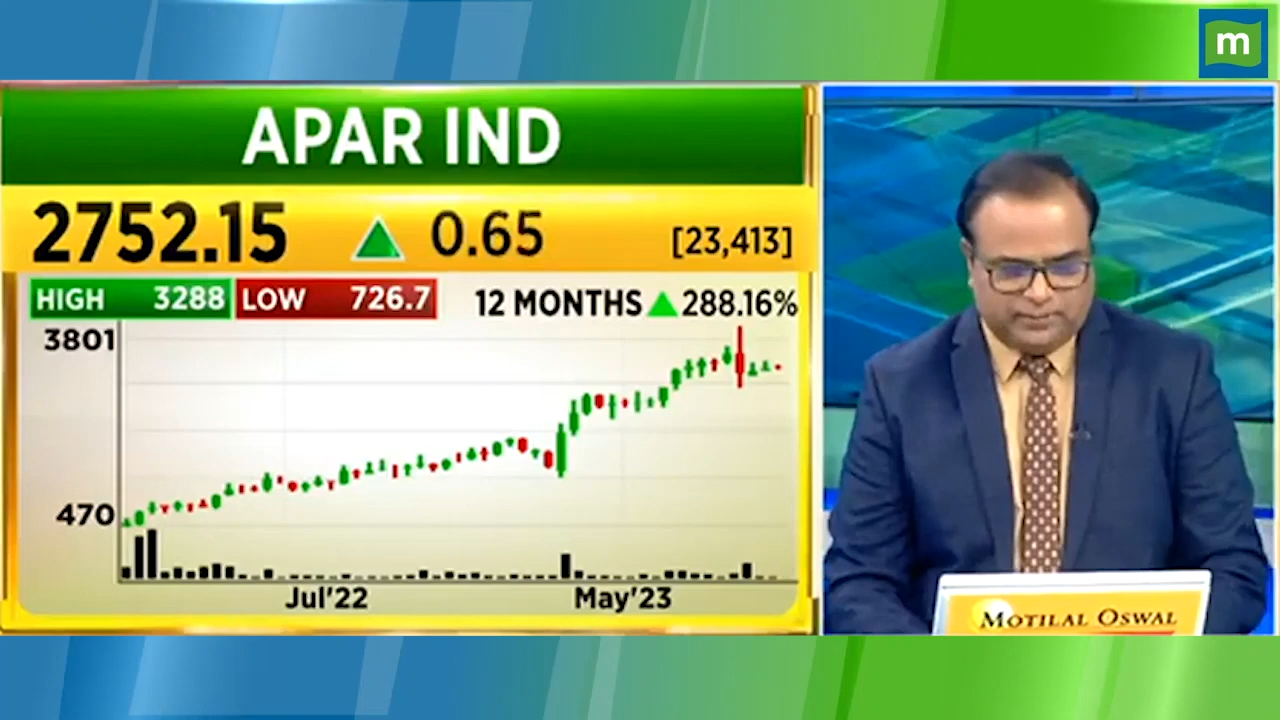 m
APAR IND
2752.15 ▲ 0.65 [23,413]
HIGH 3288 LOW 726.7 12 MONTHS ▲ 288.16%
3801
470
Jul'22 May'23
MOTILAL OSWAL